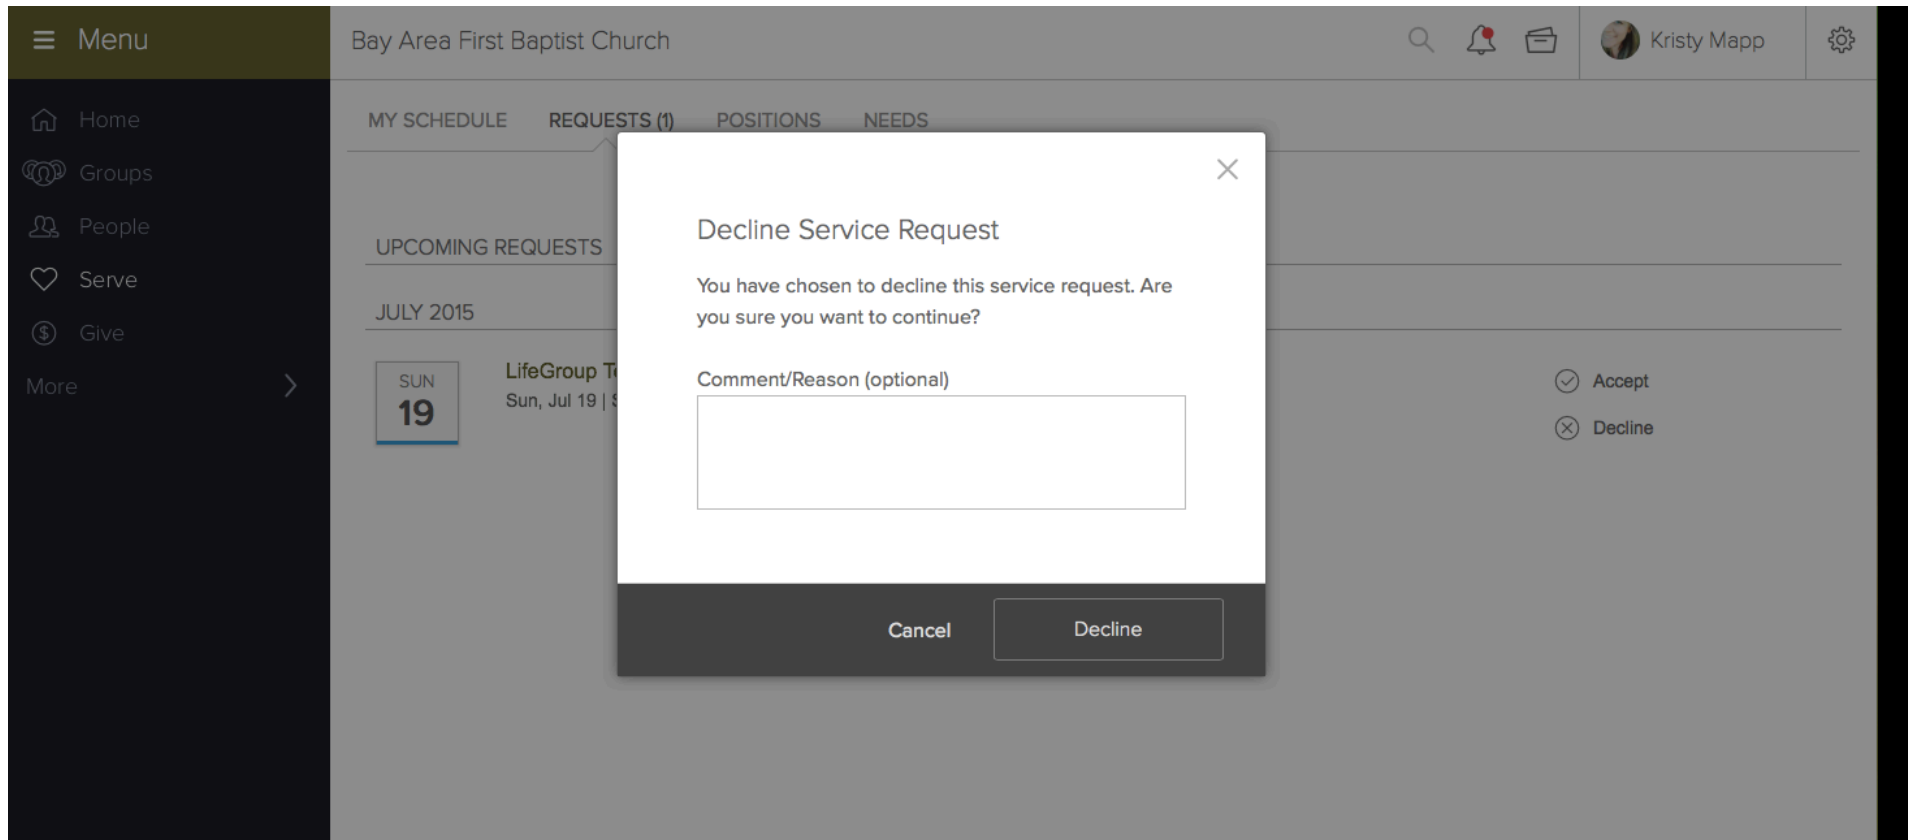 Menu
Bay Area First Baptist Church
Kristy Mapp
Home
Groups
People
Serve
Give
More
MY SCHEDULE REQUESTS (1) POSITIONS NEEDS
UPCOMING REQUESTS
JULY 2015
SUN
19
LifeGroup
Sun, Jul 19 |
Accept
Decline
Decline Service Request
You have chosen to decline this service request. Are
you sure you want to continue?
Comment/Reason (optional)
Cancel
Decline